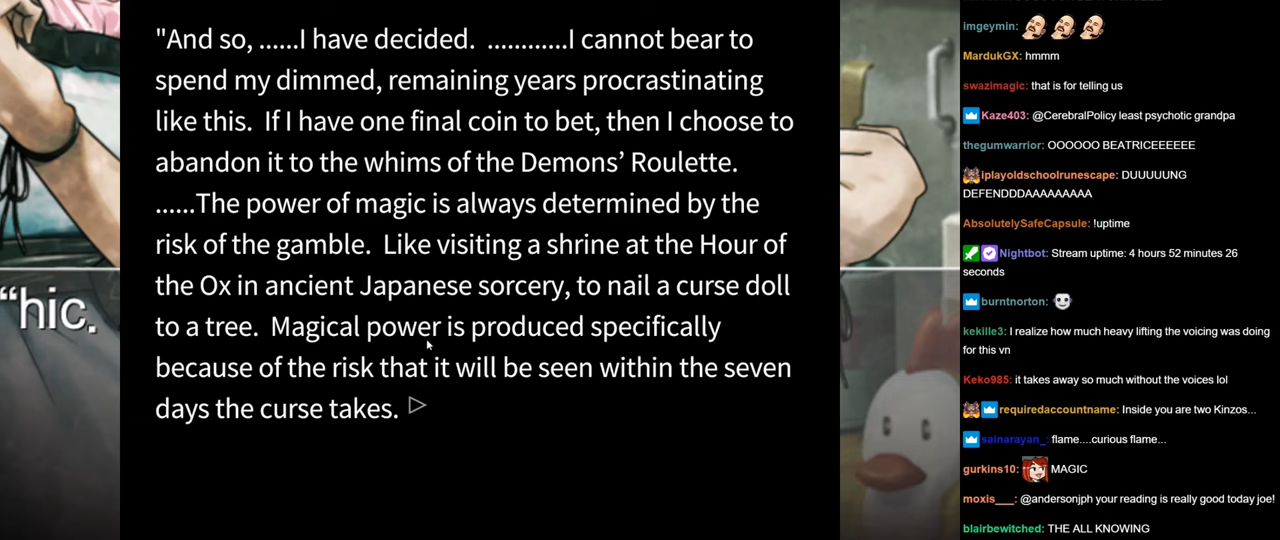 "And so, ......I have decided. ............I cannot bear to
spend my dimmed, remaining years procrastinating
like this. If I have one final coin to bet, then I choose to
abandon it to the whims of the Demons’ Roulette.
......The power of magic is always determined by the
risk of the gamble. Like visiting a shrine at the Hour of
the Ox in ancient Japanese sorcery, to nail a curse doll
to a tree. Magical power is produced specifically
because of the risk that it will be seen within the seven
days the curse takes.
“hic.
imgeymin:
MardukGX: hmmm
swazimagic: that is for telling us
Kaze403: @CerebralPolicy least psychotic grandpa
thegumwarrior: OOOOOO BEATRICEEEEEE
iplayoldschoolrunescape: DUUUUUNG
DEFENDDDAAAAAAAAA
AbsolutelySafeCapsule: !uptime
Nightbot: Stream uptime: 4 hours 52 minutes 26
seconds
burntnorton:
kekille3: I realize how much heavy lifting the voicing was doing
for this vn
Keko985: it takes away so much without the voices lol
requiredaccountname: Inside you are two Kinzos...
sainarayan_: flame....curious flame...
gurkins10: MAGIC
moxis___: @andersonjph your reading is really good today joe!
blairbewitched: THE ALL KNOWING